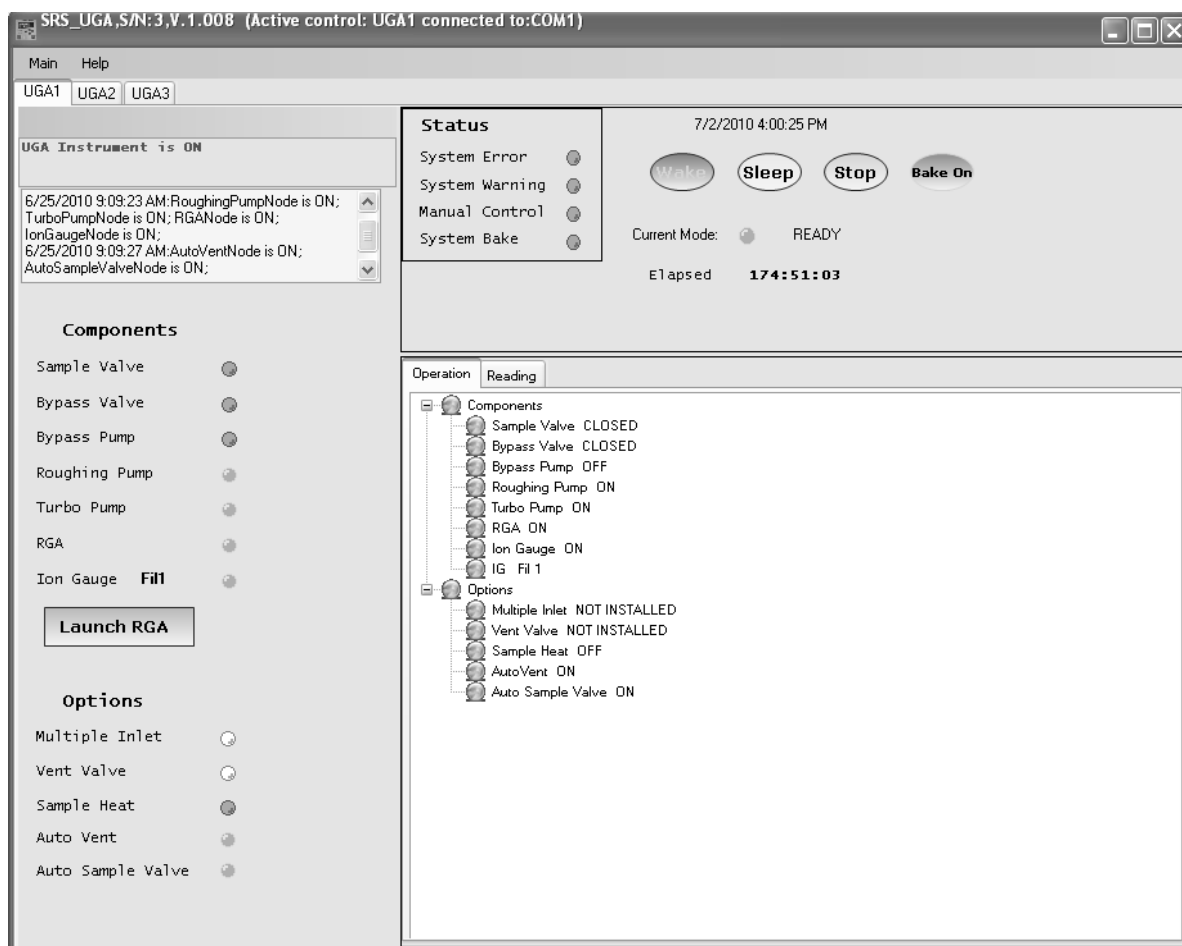 SRS_UGA,S/N:3,V.1.008 (Active control: UGA1 connected to:COM1)
Main Help
UGA1 UGA2 UGA3
UGA Instrument is ON
6/25/2010 9:09:23 AM:RoughingPumpNode is ON;
TurboPumpNode is ON; RGANode is ON;
IonGaugeNode is ON;
6/25/2010 9:09:27 AM:AutoVentNode is ON;
AutoSampleValveNode is ON;
Components
Sample Valve
Bypass Valve
Bypass Pump
Roughing Pump
Turbo Pump
RGA
Ion Gauge Fil1
Launch RGA
Options
Multiple Inlet
Vent Valve
Sample Heat
Auto Vent
Auto Sample Valve
Status
System Error
System Warning
Manual Control
System Bake
7/2/2010 4:00:25 PM
Wake Sleep Stop Bake On
Current Mode: READY
Elapsed 174:51:03
Operation Reading
Components
Sample Valve CLOSED
Bypass Valve CLOSED
Bypass Pump OFF
Roughing Pump ON
Turbo Pump ON
RGA ON
Ion Gauge ON
IG Fil 1
Options
Multiple Inlet NOT INSTALLED
Vent Valve NOT INSTALLED
Sample Heat OFF
AutoVent ON
Auto Sample Valve ON